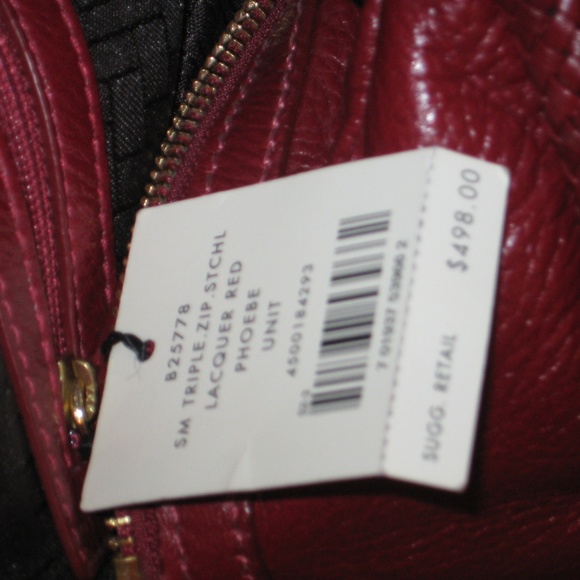 B25778
SM TRIPLE.ZIP.STCHL
LACQUER RED
PHOEBE
UNIT
4500184293
SUGG. RETAIL $498.00